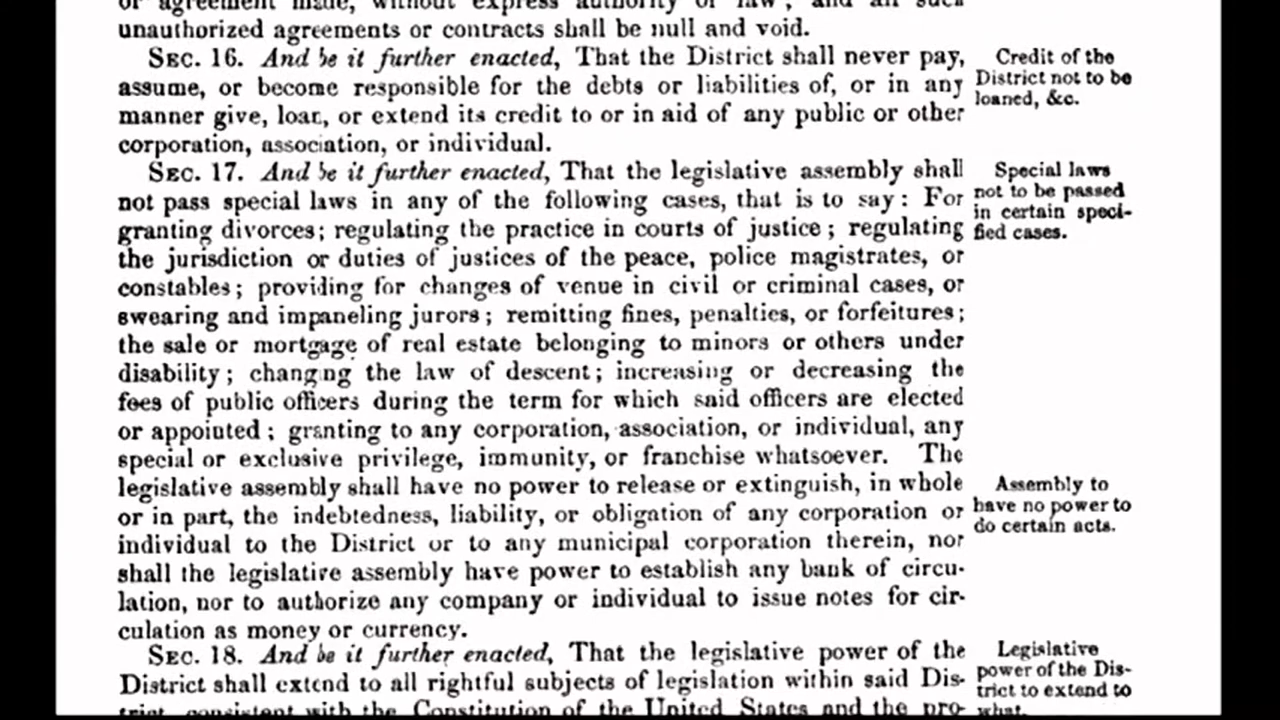 or agreement made, without express authority of law, and all such
unauthorized agreements or contracts shall be null and void.
SEC. 16. And be it further enacted, That the District shall never pay,
assume, or become responsible for the debts or liabilities of, or in any
manner give, loan, or extend its credit to or in aid of any public or other
corporation, association, or individual.
Credit of the
District not to be
loaned, &c.
SEC. 17. And be it further enacted, That the legislative assembly shall
not pass special laws in any of the following cases, that is to say: For
granting divorces; regulating the practice in courts of justice; regulating
the jurisdiction or duties of justices of the peace, police magistrates, or
constables; providing for changes of venue in civil or criminal cases, or
swearing and impaneling jurors; remitting fines, penalties, or forfeitures;
the sale or mortgage of real estate belonging to minors or others under
disability; changing the law of descent; increasing or decreasing the
fees of public officers during the term for which said officers are elected
or appointed; granting to any corporation, association, or individual, any
special or exclusive privilege, immunity, or franchise whatsoever. The
legislative assembly shall have no power to release or extinguish, in whole
or in part, the indebtedness, liability, or obligation of any corporation or
individual to the District or to any municipal corporation therein, nor
shall the legislative assembly have power to establish any bank of circu-
lation, nor to authorize any company or individual to issue notes for cir-
culation as money or currency.
Special laws
not to be passed
in certain speci-
fied cases.
Assembly to
have no power to
do certain acts.
SEC. 18. And be it further enacted, That the legislative power of the
District shall extend to all rightful subjects of legislation within said Dis-
trict, consistent with the Constitution of the United States and the pro-
Legislative
power of the Dis-
trict to extend to
what.